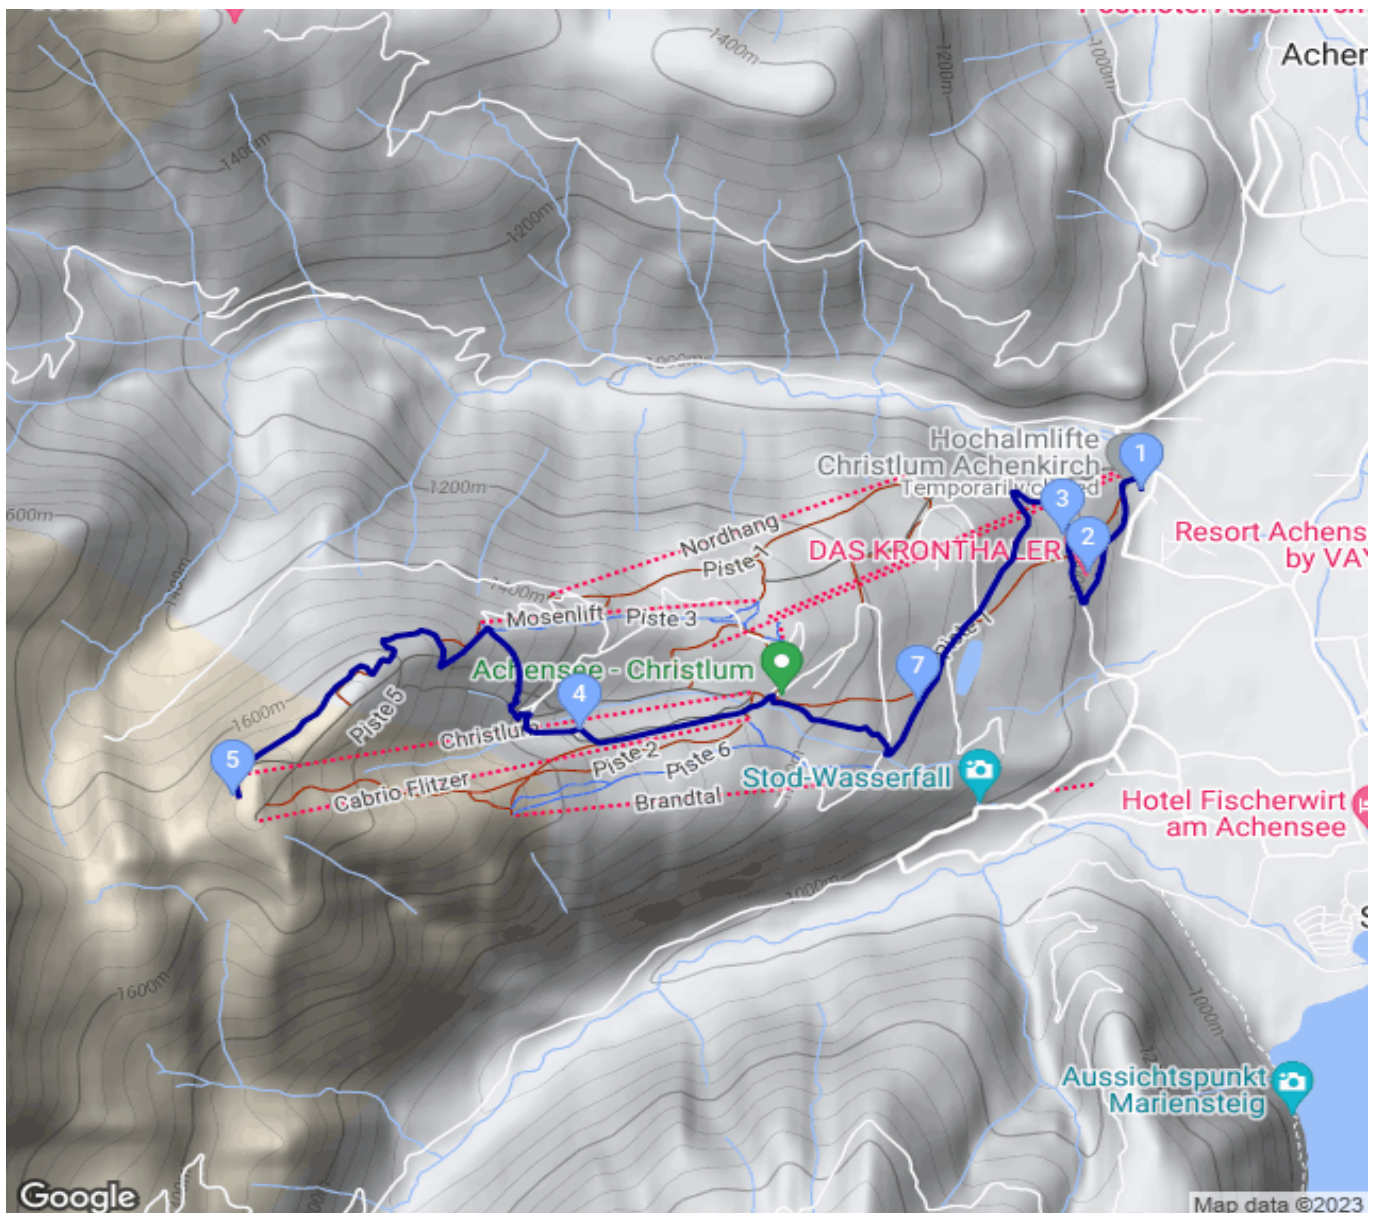 1400m
1200m
1000m
Acher
1400m
1200m
1000m
Hochalmlifte
Christlum Achenkirch
1
1200m
3
Nordhang
DAS KRONTHALER
2
Resort Achens
by VAY
Piste 1
1400m
1400m
Mosenlift
Piste 3
Achensee - Christlum
Piste 1
7
4
1600m
Piste 5
Christlum
5
Piste 2
Piste 6
Stod-Wasserfall
Cabrio Flitzer
Brandtal
Hotel Fischerwirt
am Achensee
1000m
S
1600m
1000m
Aussichtspunkt
Mariensteig
Google
Map data ©2023